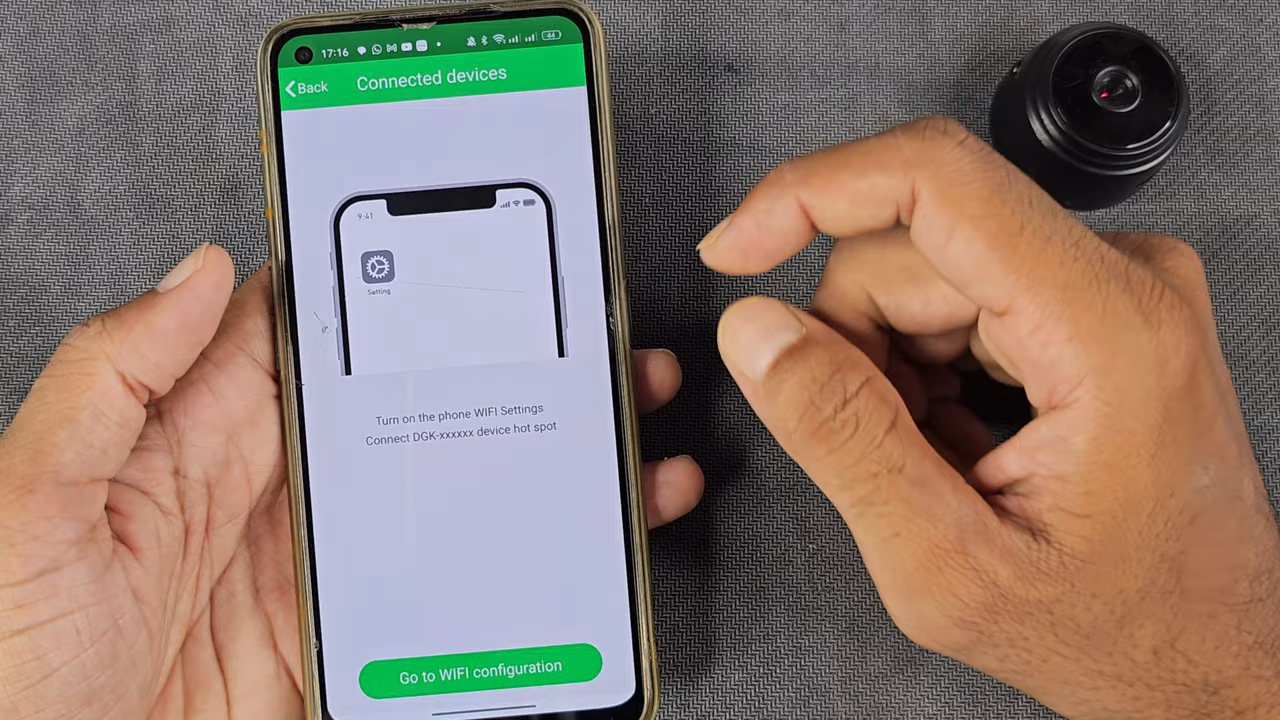 17:16
44
Back
Connected devices
9:41
Setting
Turn on the phone WIFI Settings
Connect DGK-xxxxxx device hot spot
Go to WIFI configuration